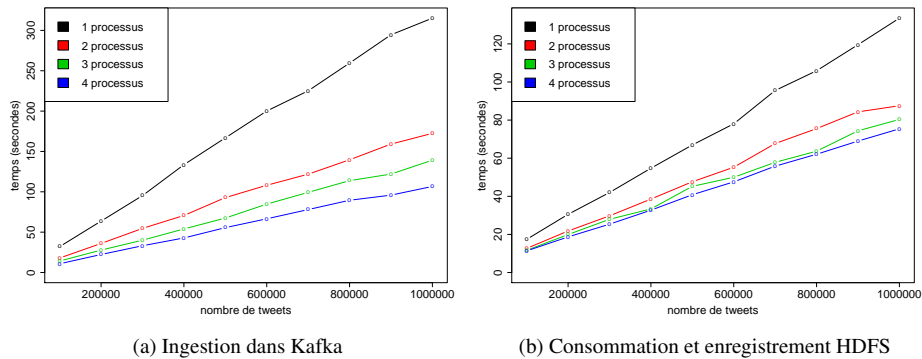 1 processus
2 processus
3 processus
4 processus
temps (secondes)
0
50
100
150
200
250
300
200000 400000 600000 800000 1000000
nombre de tweets
(a) Ingestion dans Kafka
1 processus
2 processus
3 processus
4 processus
temps (secondes)
0
20
40
60
80
100
120
200000 400000 600000 800000 1000000
nombre de tweets
(b) Consommation et enregistrement HDFS